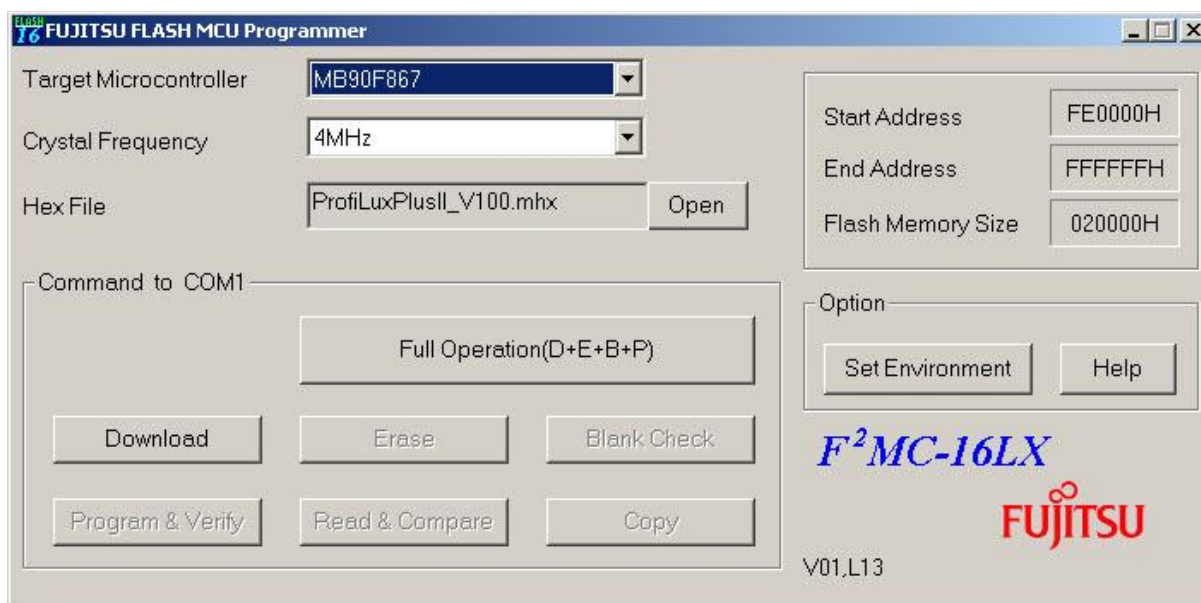 FLASH
16 FUJITSU FLASH MCU Programmer
Target Microcontroller MB90F867
Crystal Frequency 4MHz
Hex File ProfiLuxPlusII_V100.mhx Open
Start Address FE0000H
End Address FFFFFFH
Flash Memory Size 020000H
Command to COM1
Full Operation(D+E+B+P)
Download Erase Blank Check
Program & Verify Read & Compare Copy
Option
Set Environment Help
F²MC-16LX
FUJITSU
V01,L13